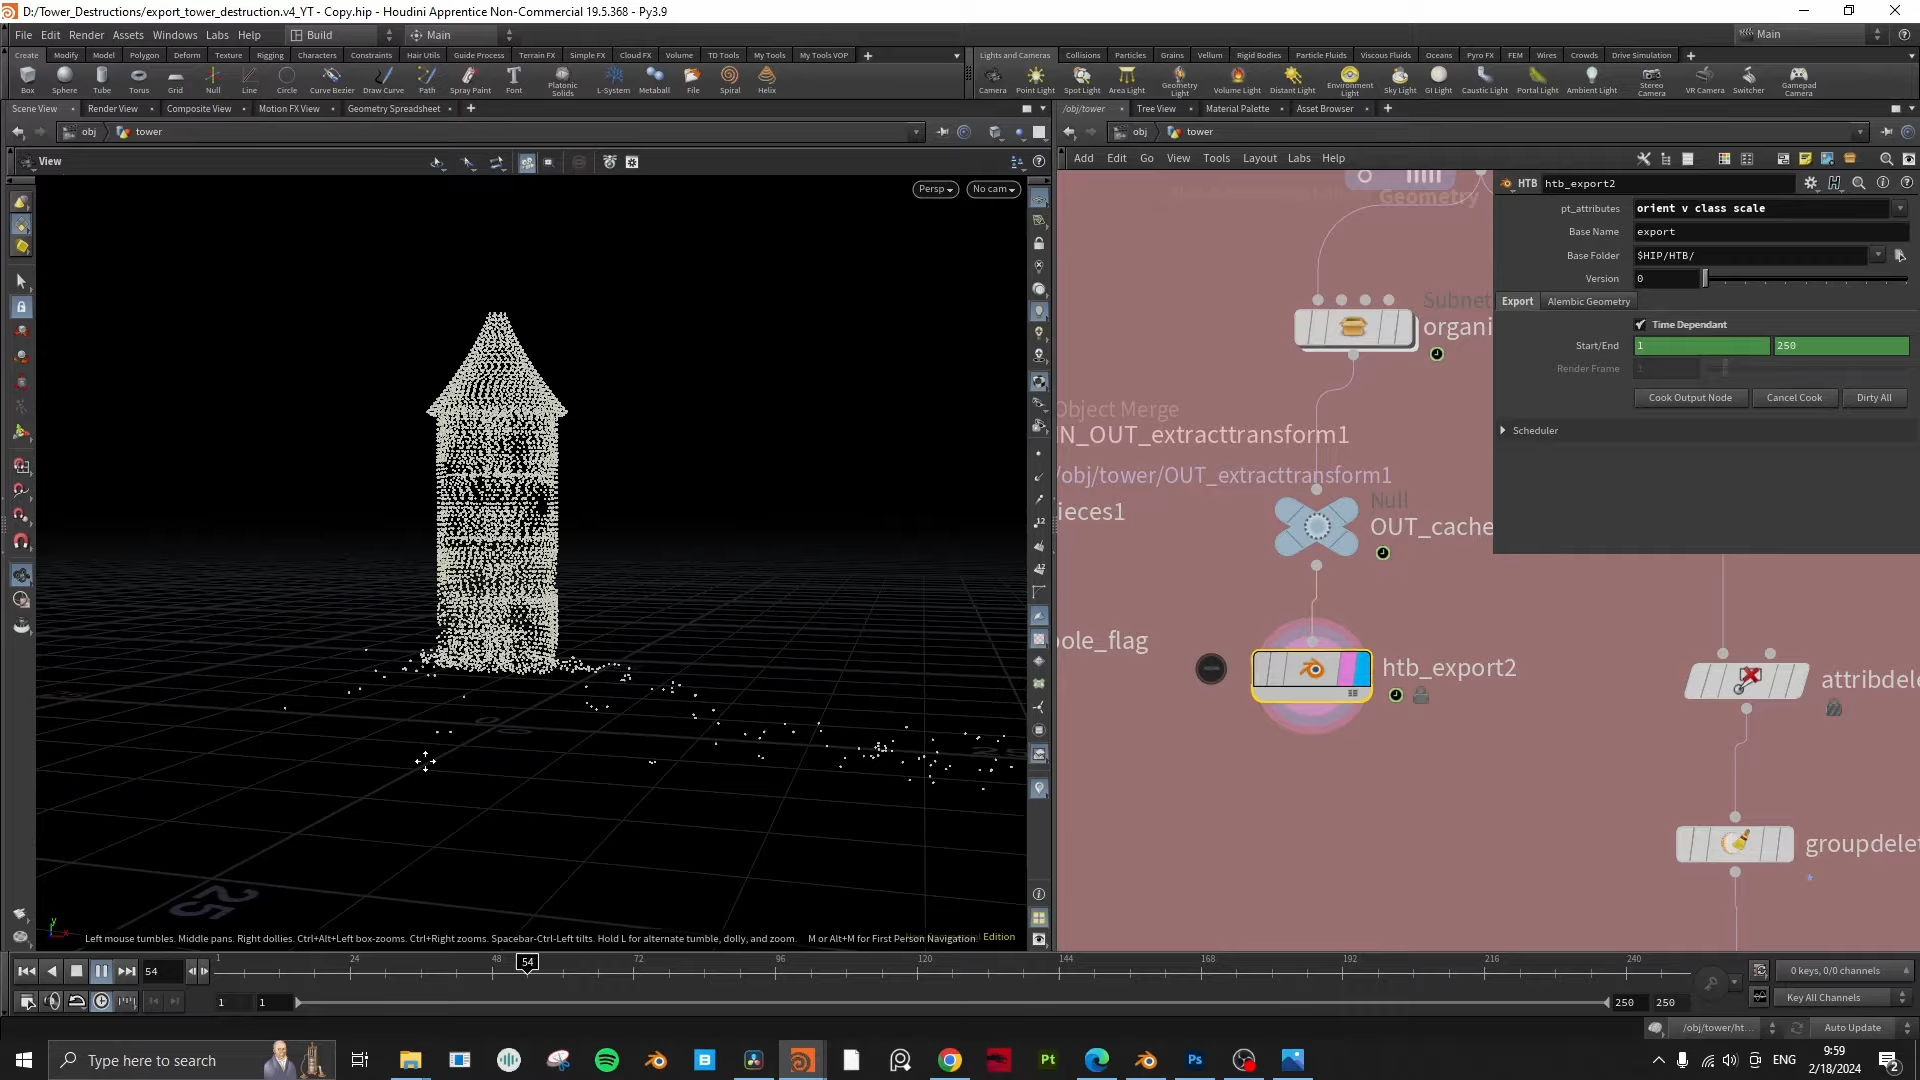 D:/Tower_Destructions/export_tower_destruction.v4_YT - Copy.hip - Houdini Apprentice Non-Commercial 19.5.368 - Py3.9
File Edit Render Assets Windows Labs Help Build Main Main
Create Modify Model Polygon Deform Texture Rigging Characters Constraints Hair Utils Guide Process Terrain FX Simple FX Cloud FX Volume TD Tools My Tools My Tools VOP
Lights and Cameras Collisions Particles Grains Vellum Rigid Bodies Particle Fluids Viscous Fluids Oceans Pyro FX FEM Wires Crowds Drive Simulation
Box Sphere Tube Torus Grid Null Line Circle Curve Bezier Draw Curve Path Spray Paint Font Platonic Solids L-System Metaball File Spiral Helix
Camera Point Light Spot Light Area Light Geometry Light Volume Light Distant Light Environment Light Sky Light GI Light Caustic Light Portal Light Ambient Light Stereo Camera VR Camera Switcher Gamepad Camera
Scene View Render View Composite View Motion FX View Geometry Spreadsheet
/obj/tower Tree View Material Palette Asset Browser
obj tower
obj tower
View
Add Edit Go View Tools Layout Labs Help
Persp No cam
HTB htb_export2
pt_attributes orient v class scale
Base Name export
Base Folder $HIP/HTB/
Version 0
Export Alembic Geometry
Time Dependant
Start/End 1 250
Render Frame 1
Cook Output Node Cancel Cook Dirty All
Scheduler
Geometry
Subnet
organi
Object Merge
N_OUT_extracttransform1
/obj/tower/OUT_extracttransform1
ieces1
Null
OUT_cache
ole_flag
htb_export2
attribdele
groupdelet
0
25
Left mouse tumbles. Middle pans. Right dollies. Ctrl+Alt+Left box-zooms. Ctrl+Right zooms. Spacebar-Ctrl-Left tilts. Hold L for alternate tumble, dolly, and zoom. M or Alt+M for First Person Navigation. Edition
54
1 24 48 54 72 96 120 144 168 192 216 240
0 keys, 0/0 channels
1 1 250 250
Key All Channels
/obj/tower/ht... Auto Update
Type here to search
ENG
9:59
2/18/2024
2